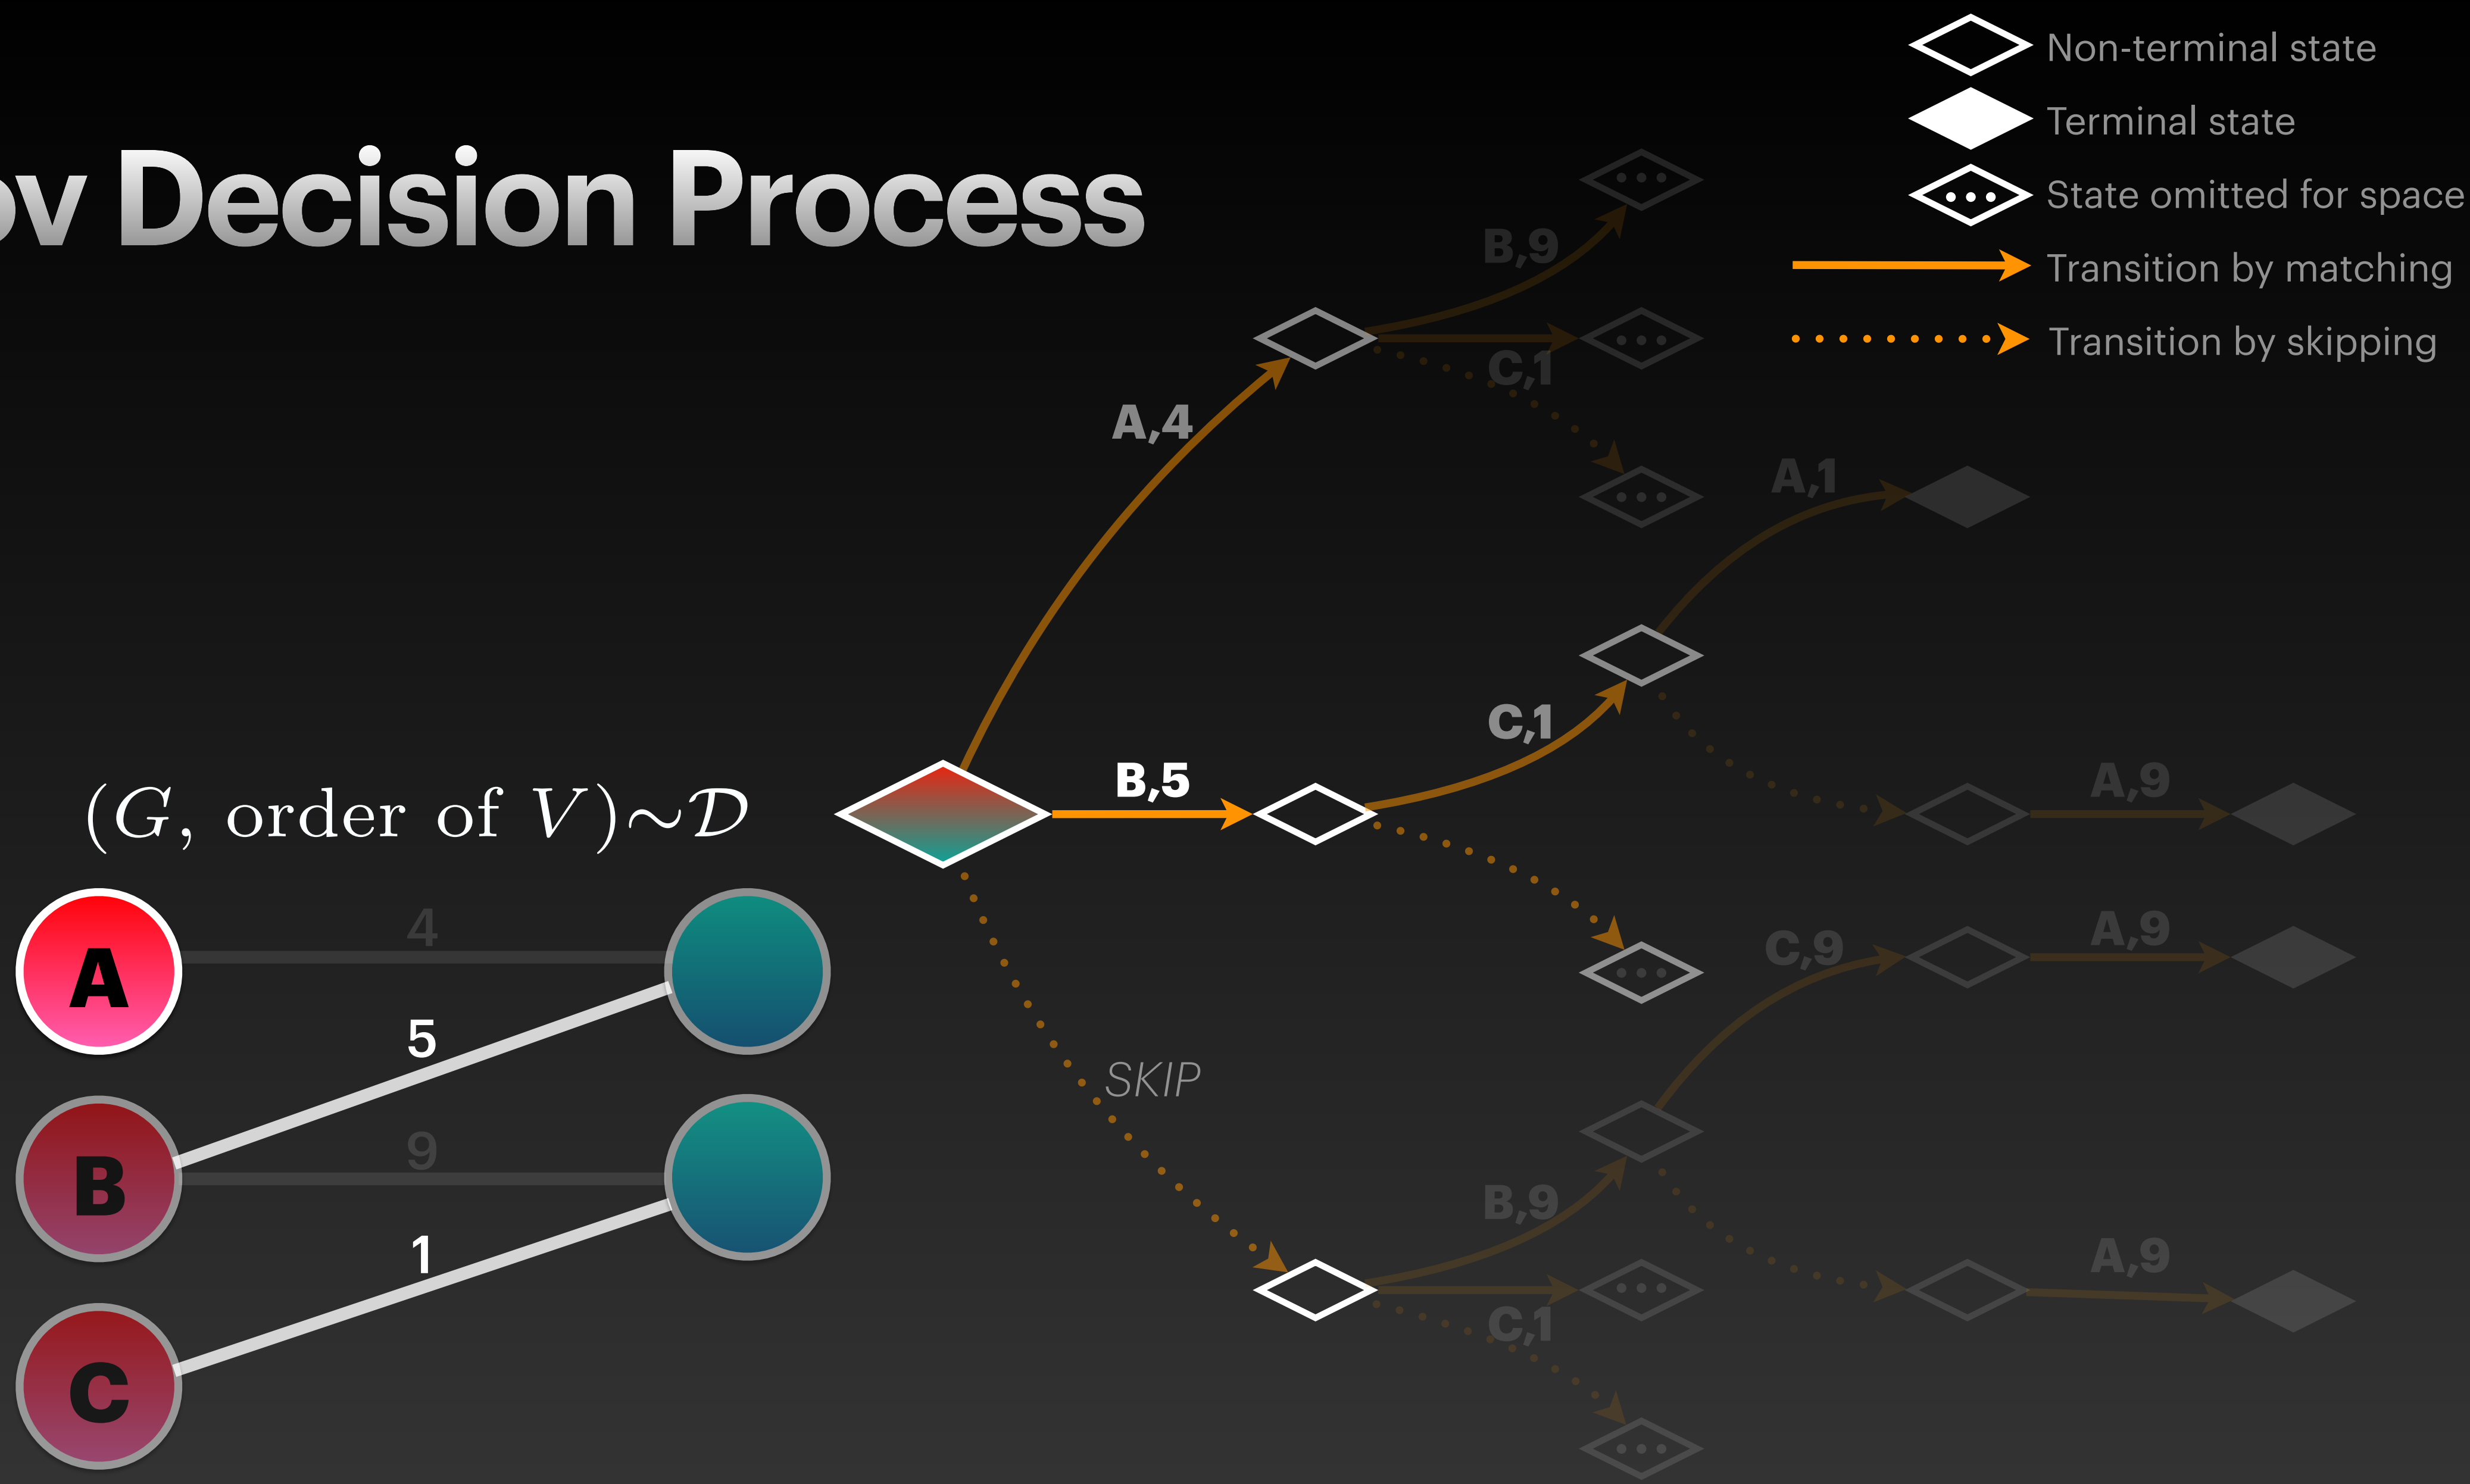 ov Decision Process
Non-terminal state
Terminal state
State omitted for space
Transition by matching
Transition by skipping
B,9
C,1
A,4
A,1
C,1
B,5
(G, order of V)~𝒟
A,9
A
4
5
B
9
1
C
C,9
A,9
SKIP
B,9
C,1
A,9